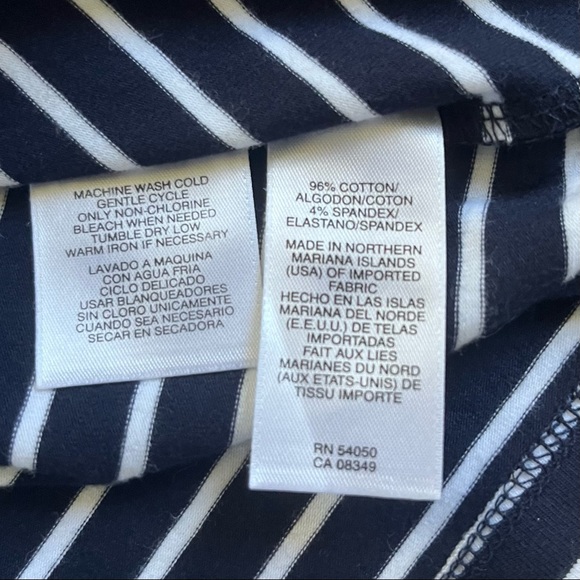 MACHINE WASH COLD
GENTLE CYCLE
ONLY NON-CHLORINE
BLEACH WHEN NEEDED
TUMBLE DRY LOW
WARM IRON IF NECESSARY
LAVADO A MAQUINA
CON AGUA FRIA
CICLO DELICADO
USAR BLANQUEADORES
SIN CLORO UNICAMENTE
CUANDO SEA NECESARIO
SECAR EN SECADORA
96% COTTON/
ALGODON/COTON
4% SPANDEX/
ELASTANO/SPANDEX
MADE IN NORTHERN
MARIANA ISLANDS
(USA) OF IMPORTED
FABRIC
HECHO EN LAS ISLAS
MARIANA DEL NORTE
(E.E.U.U.) DE TELAS
IMPORTADAS
FAIT AUX LIES
MARIANES DU NORD
(AUX ETATS-UNIS) DE
TISSU IMPORTE
RN 54050
CA 08349